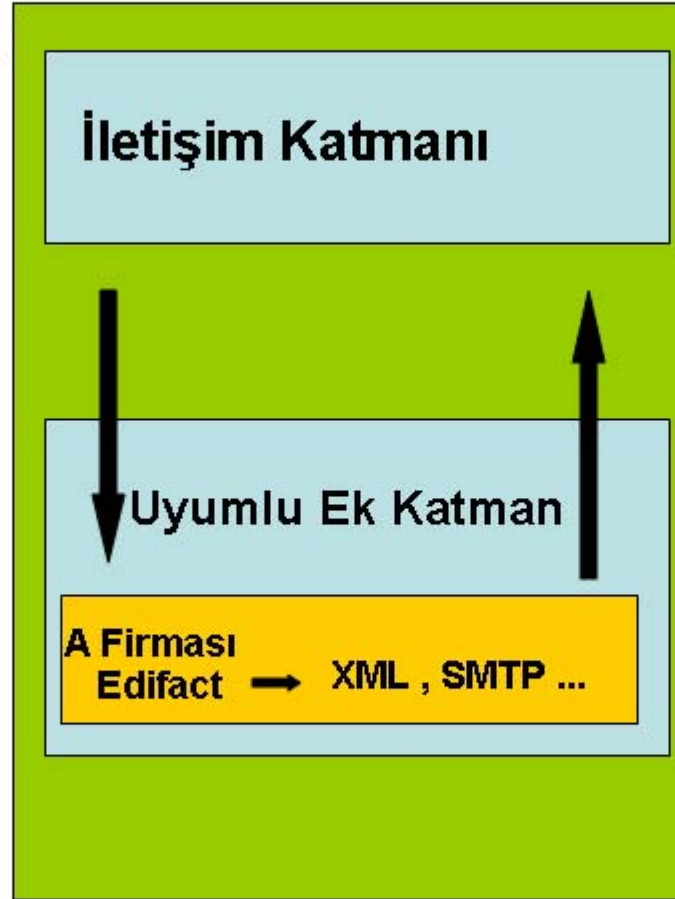 İletişim Katmanı
Uyumlu Ek Katman
A Firması
Edifact
XML , SMTP ...